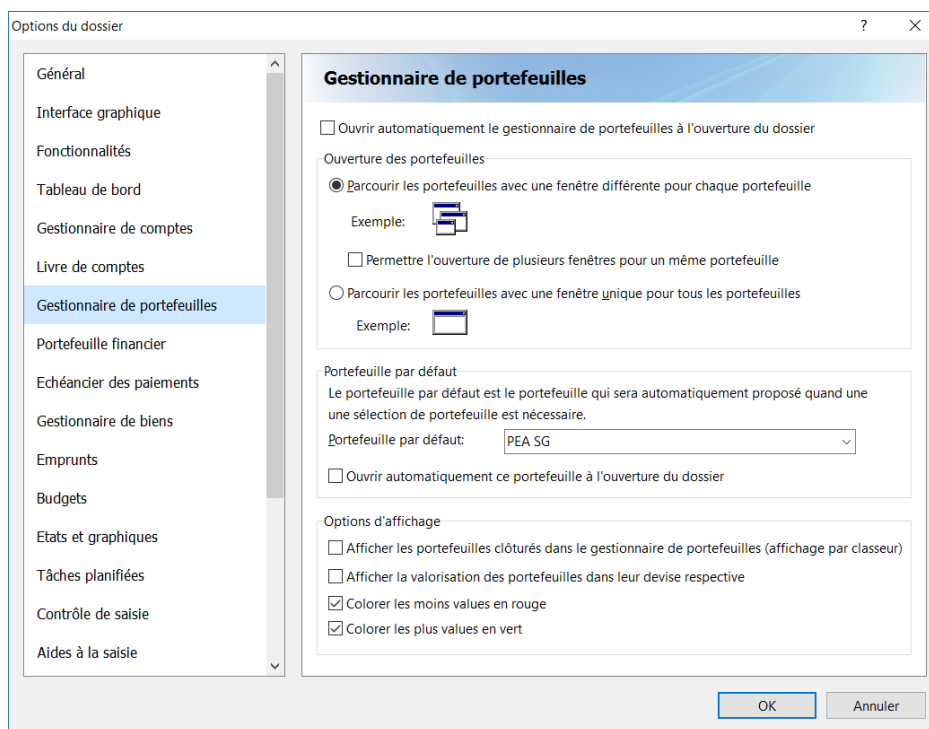 Options du dossier
?
Général
Interface graphique
Fonctionnalités
Tableau de bord
Gestionnaire de comptes
Livre de comptes
Gestionnaire de portefeuilles
Portefeuille financier
Echéancier des paiements
Gestionnaire de biens
Emprunts
Budgets
Etats et graphiques
Tâches planifiées
Contrôle de saisie
Aides à la saisie
Gestionnaire de portefeuilles
Ouvrir automatiquement le gestionnaire de portefeuilles à l'ouverture du dossier
Ouverture des portefeuilles
Parcourir les portefeuilles avec une fenêtre différente pour chaque portefeuille
Exemple:
Permettre l'ouverture de plusieurs fenêtres pour un même portefeuille
Parcourir les portefeuilles avec une fenêtre unique pour tous les portefeuilles
Exemple:
Portefeuille par défaut
Le portefeuille par défaut est le portefeuille qui sera automatiquement proposé quand une
une sélection de portefeuille est nécessaire.
Portefeuille par défaut: PEA SG
Ouvrir automatiquement ce portefeuille à l'ouverture du dossier
Options d'affichage
Afficher les portefeuilles clôturés dans le gestionnaire de portefeuilles (affichage par classeur)
Afficher la valorisation des portefeuilles dans leur devise respective
Colorer les moins values en rouge
Colorer les plus values en vert
OK Annuler